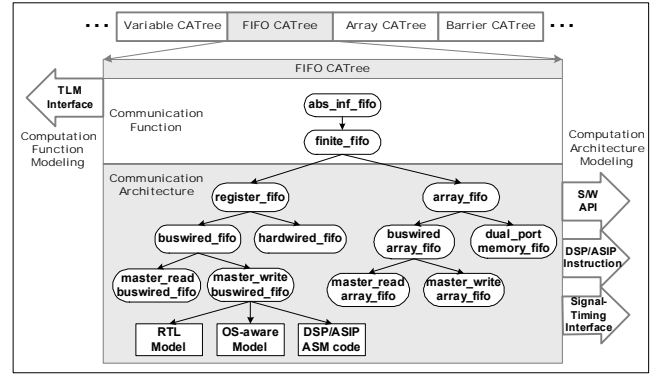 ••• Variable CATree FIFO CATree Array CATree Barrier CATree •••
FIFO CATree
TLM
Interface
Computation
Function
Modeling
Communication
Function
abs_inf_fifo
finite_fifo
Computation
Architecture
Modeling
Communication
Architecture
register_fifo
array_fifo
S/W
API
buswired_fifo
hardwired_fifo
buswired
array_fifo
dual_port
memory_fifo
DSP/ASIP
Instruction
master_read
buswired_fifo
master_write
buswired_fifo
master_read
array_fifo
master_write
array_fifo
Signal-
Timing
Interface
RTL
Model
OS-aware
Model
DSP/ASIP
ASM code